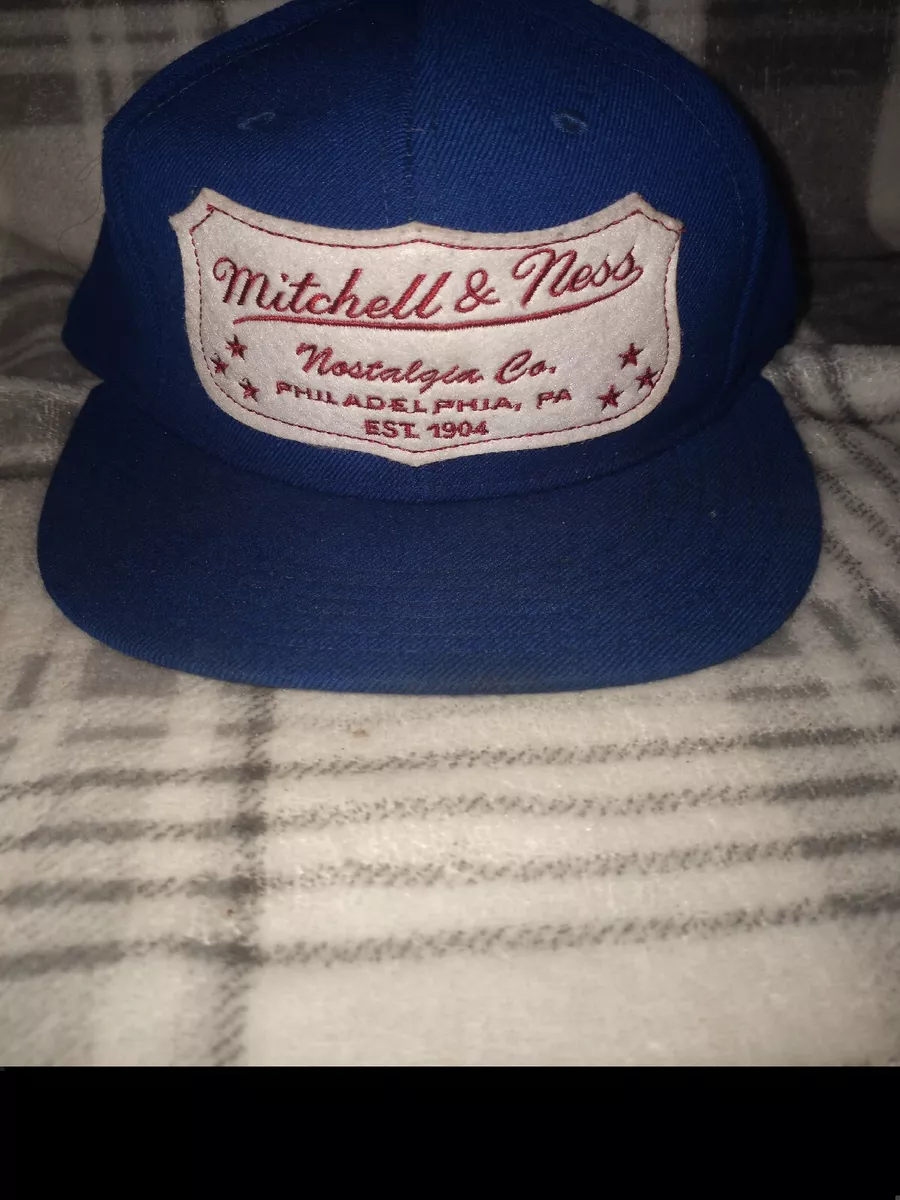 Mitchell & Ness
Nostalgia Co.
PHILADELPHIA, PA
EST. 1904